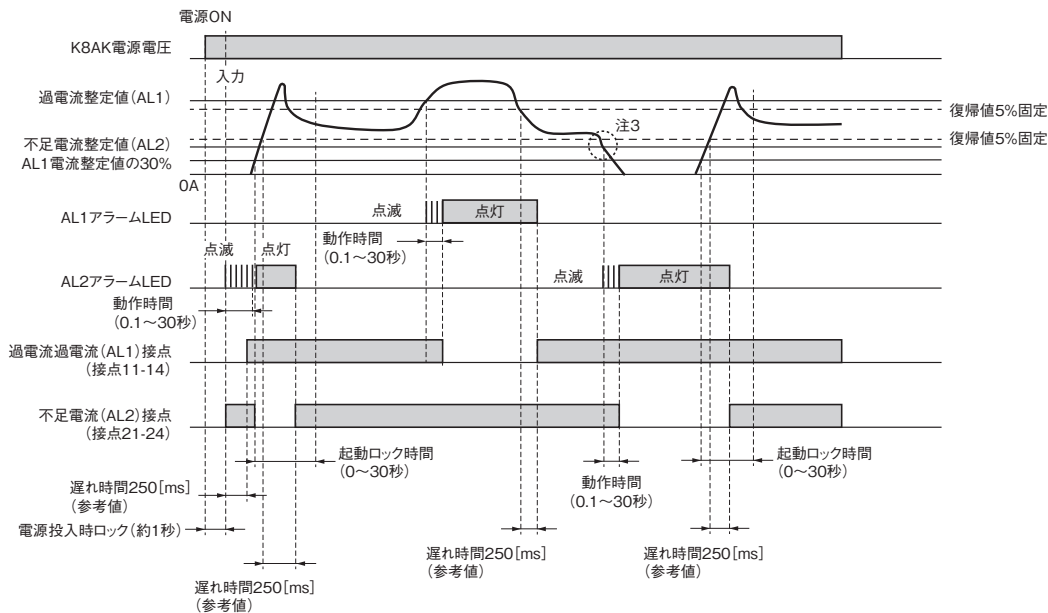 電源ON
K8AK電源電圧
入力
過電流整定値(AL1)
復帰値5%固定
注3
不足電流整定値(AL2)
復帰値5%固定
AL1電流整定値の30%
0A
点滅
点灯
AL1アラームLED
動作時間
(0.1〜30秒)
点滅
点灯
点滅
点灯
AL2アラームLED
動作時間
(0.1〜30秒)
過電流過電流(AL1)接点
(接点11-14)
不足電流(AL2)接点
(接点21-24)
起動ロック時間
(0〜30秒)
動作時間
(0.1〜30秒)
起動ロック時間
(0〜30秒)
遅れ時間250[ms]
(参考値)
電源投入時ロック(約1秒)
遅れ時間250[ms]
(参考値)
遅れ時間250[ms]
(参考値)
遅れ時間250[ms]
(参考値)